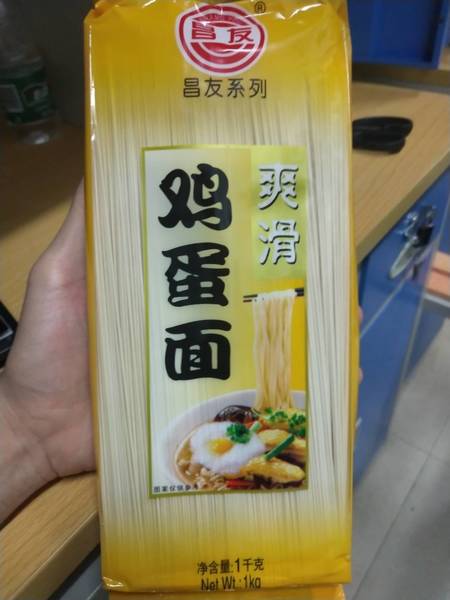 昌友
®
昌友系列
爽滑
鸡蛋面
图案仅供参考
净含量:1千克
Net Wt:1kg